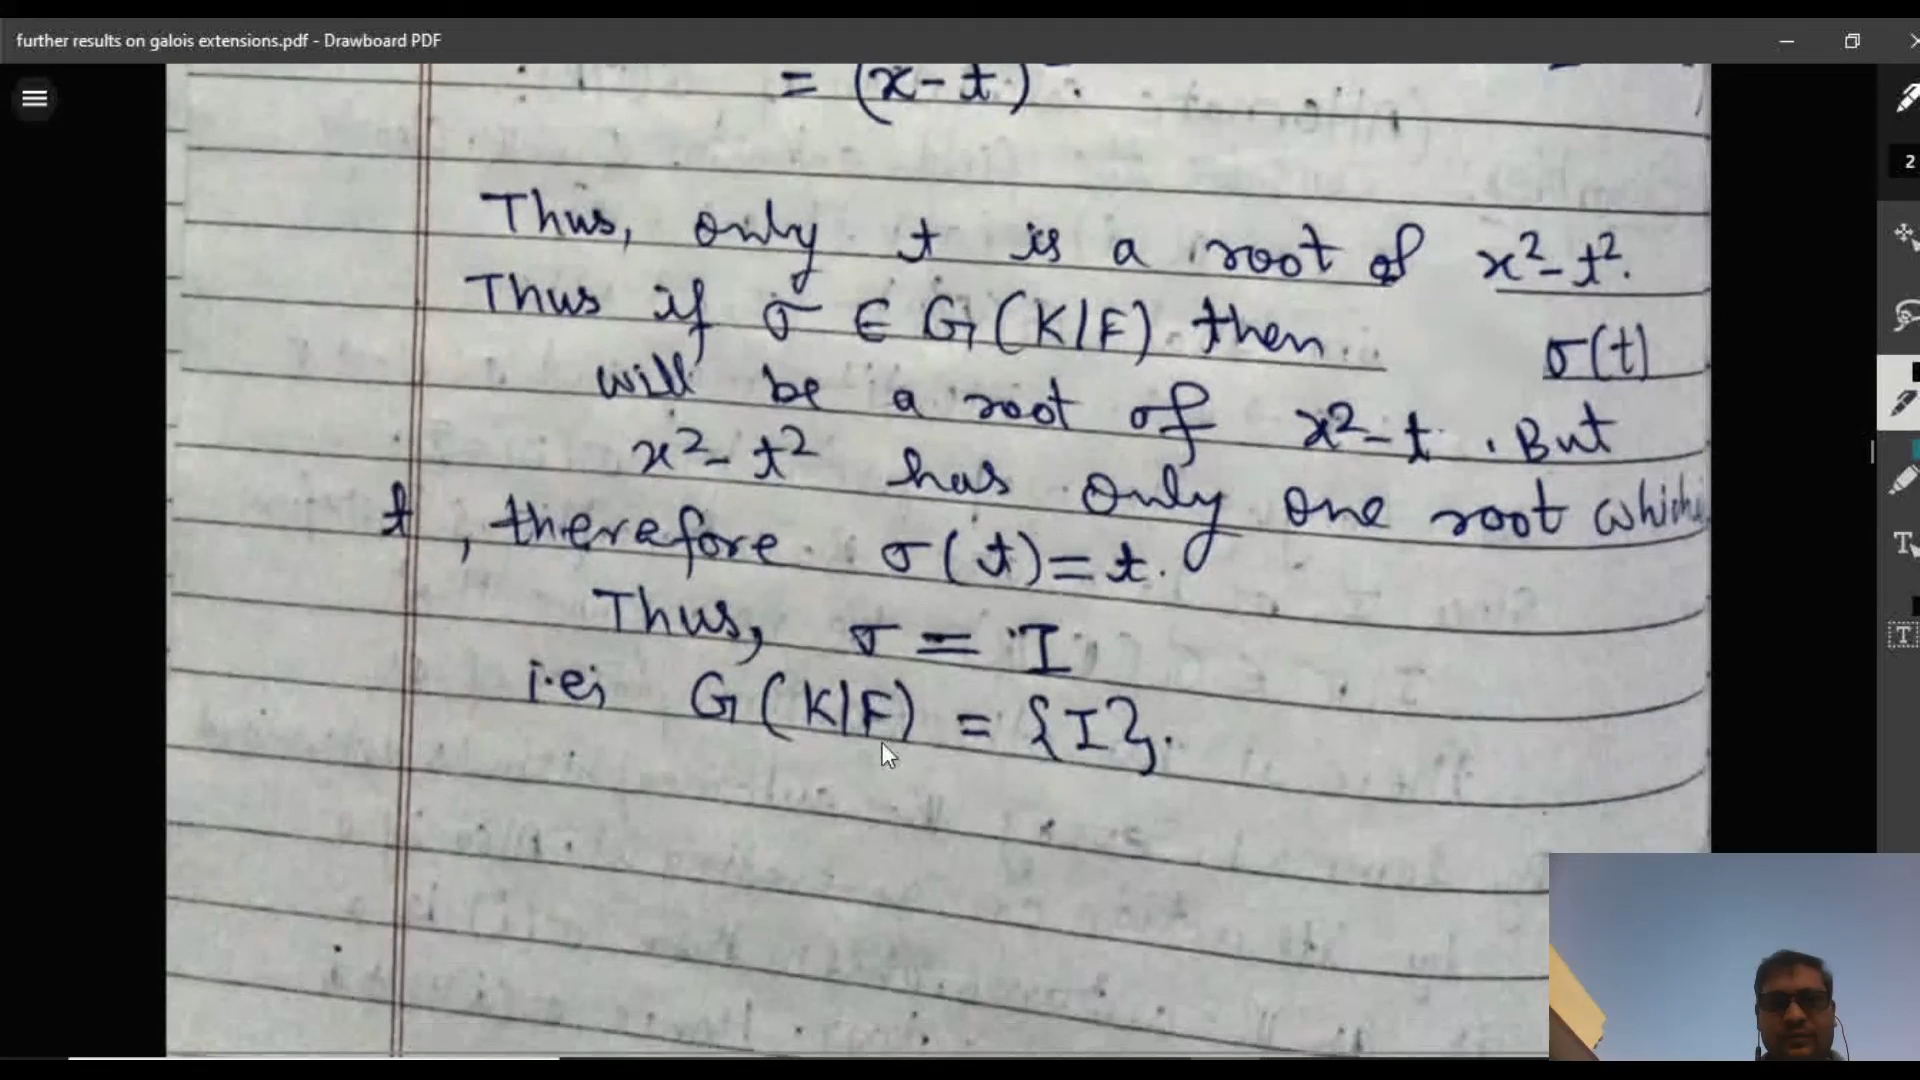 further results on galois extensions.pdf - Drawboard PDF
= (x-t)
2
Thus, only t is a root of x²-t².
Thus if σ ∈ G(K/F) then σ(t)
will be a root of x²-t. But
x²-t² has only one root which
t, therefore σ(t)=t.
Thus, σ = I
i.e; G(K/F) = {I}.